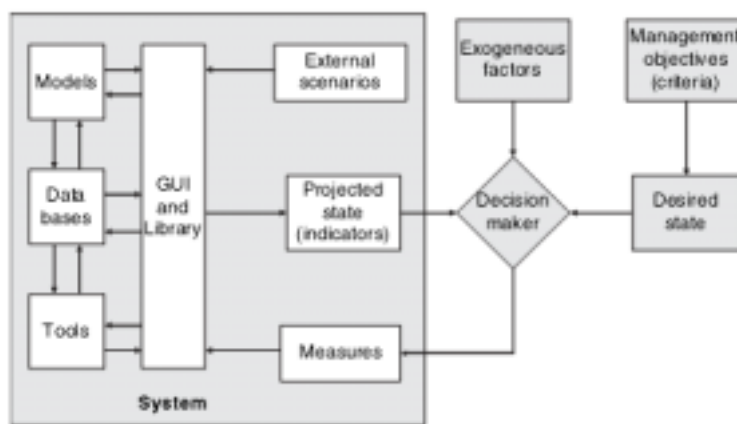 Models
Data
bases
Tools
GUI
and
Library
External
scenarios
Projected
state
(indicators)
Measures
System
Exogeneous
factors
Decision
maker
Management
objectives
(criteria)
Desired
state